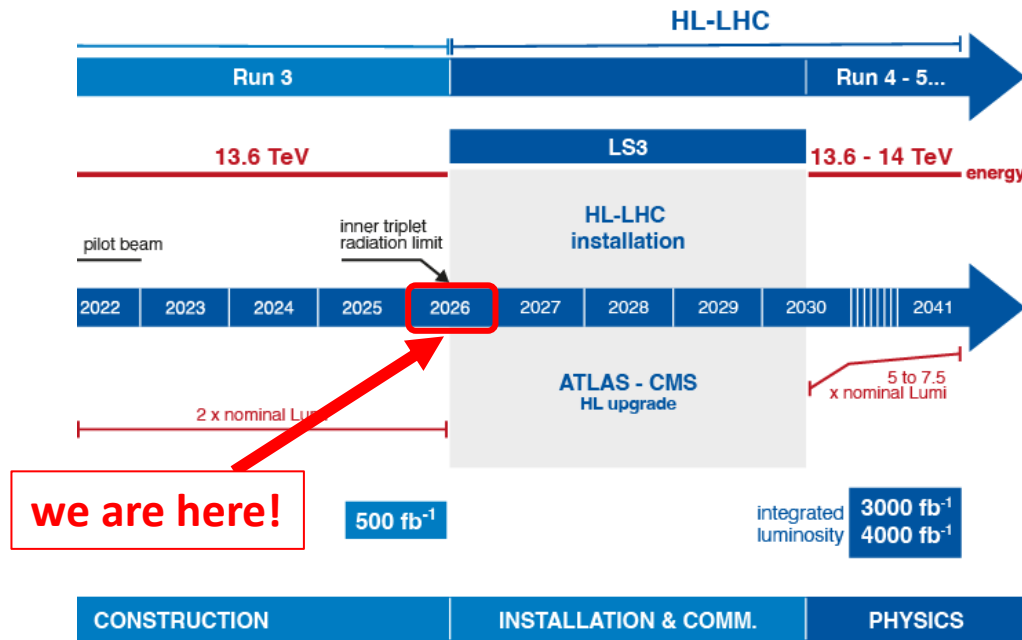 HL-LHC
Run 3
Run 4 - 5...
13.6 TeV
LS3
13.6 - 14 TeV
energy
HL-LHC
installation
pilot beam
inner triplet
radiation limit
2022
2023
2024
2025
2026
2027
2028
2029
2030
2041
ATLAS - CMS
HL upgrade
5 to 7.5
x nominal Lumi
2 x nominal
we are here!
500 fb-1
integrated
luminosity
3000 fb-1
4000 fb-1
CONSTRUCTION
INSTALLATION & COMM.
PHYSICS